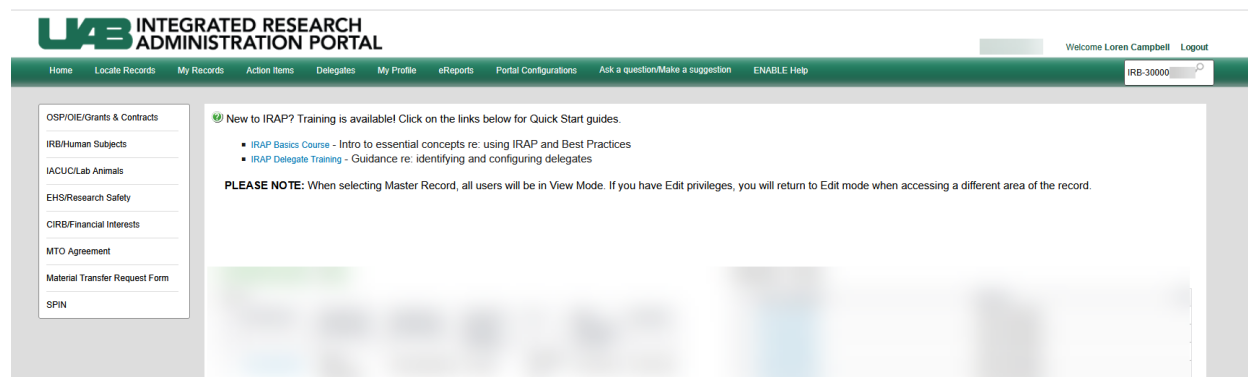 UAB INTEGRATED RESEARCH
ADMINISTRATION PORTAL
Welcome Loren Campbell Logout
Home Locate Records My Records Action Items Delegates My Profile eReports Portal Configurations Ask a question/Make a suggestion ENABLE Help
IRB-30000
OSP/OIE/Grants & Contracts
IRB/Human Subjects
IACUC/Lab Animals
EHS/Research Safety
CIRB/Financial Interests
MTO Agreement
Material Transfer Request Form
SPIN
New to IRAP? Training is available! Click on the links below for Quick Start guides.
▪ IRAP Basics Course - Intro to essential concepts re: using IRAP and Best Practices
▪ IRAP Delegate Training - Guidance re: identifying and configuring delegates
PLEASE NOTE: When selecting Master Record, all users will be in View Mode. If you have Edit privileges, you will return to Edit mode when accessing a different area of the record.